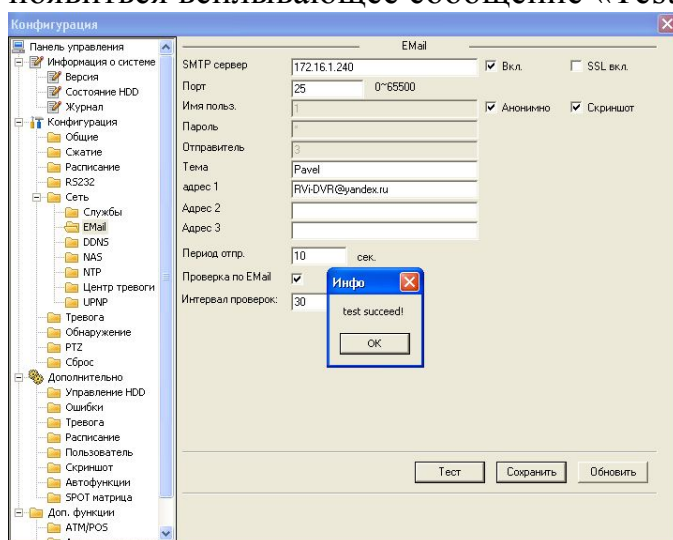 появиться всплывающее сообщение «Test
Конфигурация
Панель управления
Информация о системе
Версия
Состояние HDD
Журнал
Конфигурация
Общие
Сжатие
Расписание
RS232
Сеть
Службы
EMail
DDNS
NAS
NTP
Центр тревоги
UPNP
Тревога
Обнаружение
PTZ
Сброс
Дополнительно
Управление HDD
Ошибки
Тревога
Расписание
Пользователь
Скриншот
Автофункции
SPOT матрица
Доп. функции
ATM/POS
EMail
SMTP сервер 172.16.1.240 Вкл. SSL вкл.
Порт 25 0~65500
Имя польз. 1 Анонимно Скриншот
Пароль *
Отправитель 3
Тема Pavel
адрес 1 RVi-DVR@yandex.ru
Адрес 2
Адрес 3
Период отпр. 10 сек.
Проверка по EMail
Интервал проверок: 30
Инфо
test succeed!
OK
Тест Сохранить Обновить